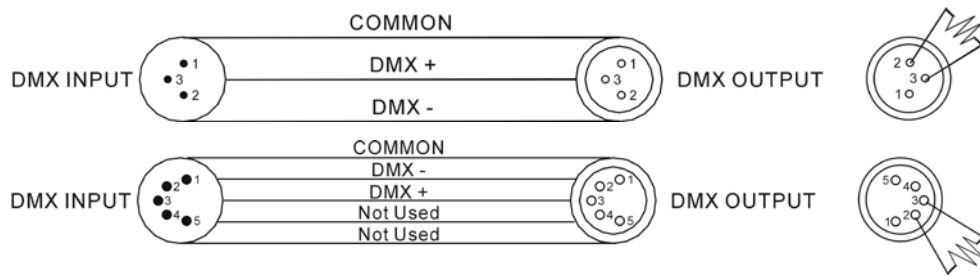 COMMON
DMX INPUT
1
3
2
DMX +
1
3
2
DMX OUTPUT
DMX -
2
3
1
COMMON
DMX -
DMX INPUT
1
2
3
4
5
DMX +
Not Used
Not Used
1
2
3
4
5
DMX OUTPUT
5
4
3
2
1